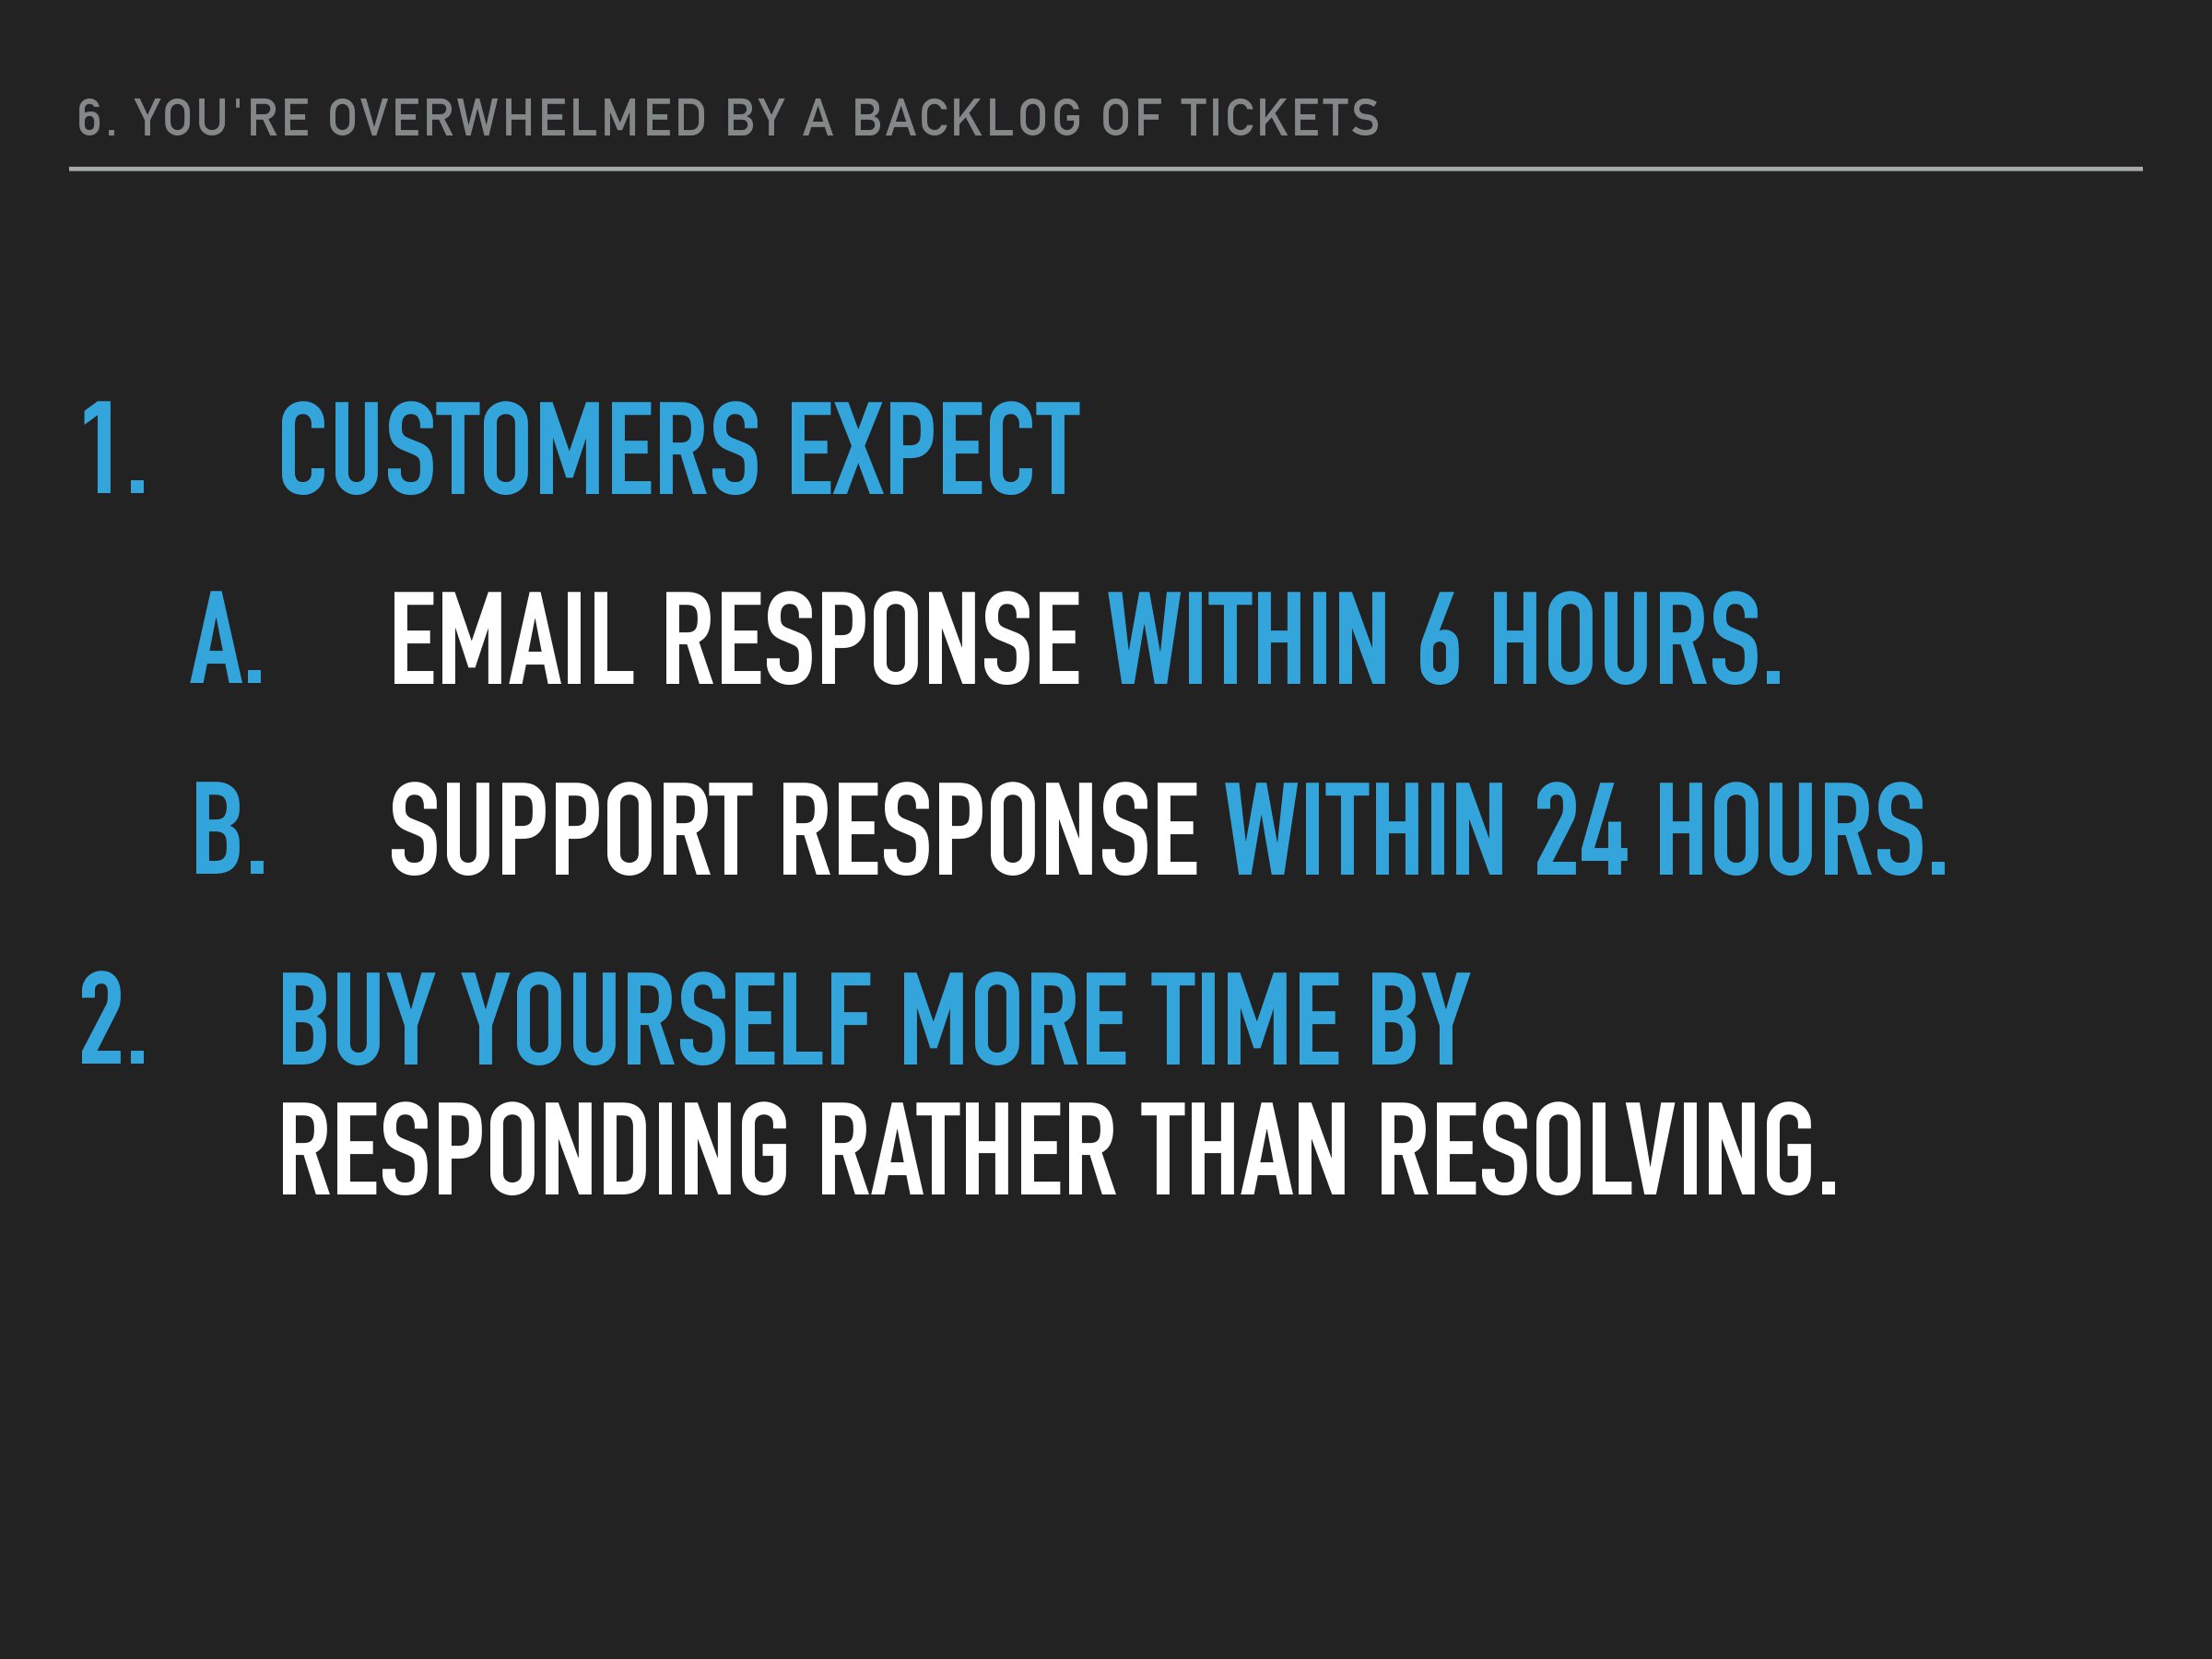 6. YOU'RE OVERWHELMED BY A BACKLOG OF TICKETS
1. CUSTOMERS EXPECT
A. EMAIL RESPONSE WITHIN 6 HOURS.
B. SUPPORT RESPONSE WITHIN 24 HOURS.
2. BUY YOURSELF MORE TIME BY
RESPONDING RATHER THAN RESOLVING.